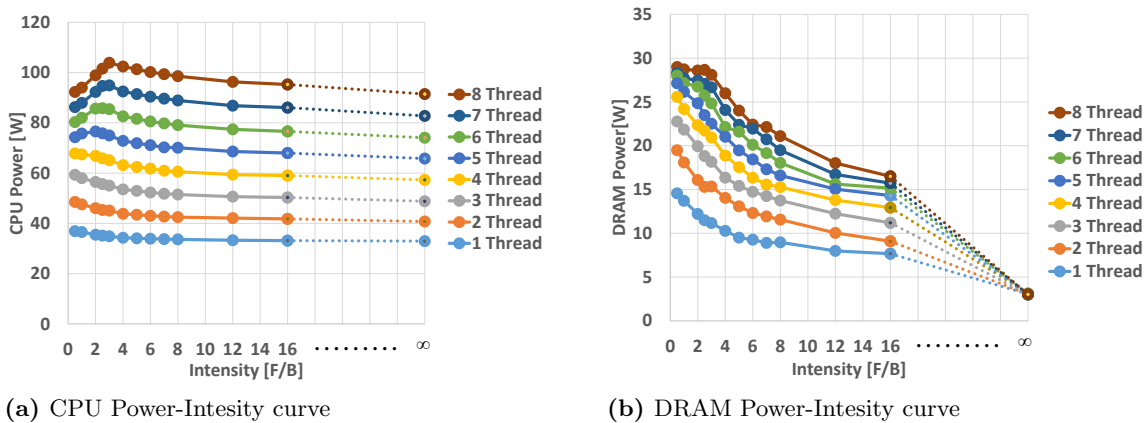 120
100
80
60
40
20
0
CPU Power [W]
8 Thread
7 Thread
6 Thread
5 Thread
4 Thread
3 Thread
2 Thread
1 Thread
0 2 4 6 8 10 12 14 16 ......... ∞
Intensity [F/B]
(a) CPU Power-Intesity curve
35
30
25
20
15
10
5
0
DRAM Power[W]
8 Thread
7 Thread
6 Thread
5 Thread
4 Thread
3 Thread
2 Thread
1 Thread
0 2 4 6 8 10 12 14 16 ......... ∞
Intensity [F/B]
(b) DRAM Power-Intesity curve